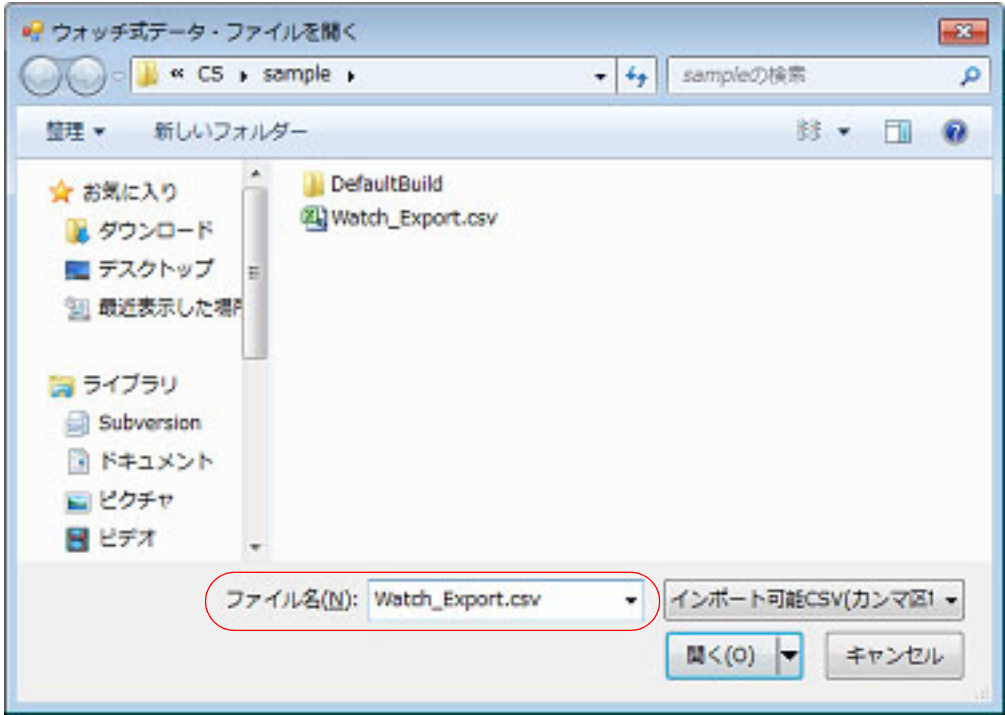 ウォッチ式データ・ファイルを開く
« CS ▸ sample ▸
sampleの検索
整理 ▼ 新しいフォルダー
お気に入り
ダウンロード
デスクトップ
最近表示した場所
ライブラリ
Subversion
ドキュメント
ピクチャ
ビデオ
DefaultBuild
Watch_Export.csv
ファイル名(N): Watch_Export.csv
インポート可能CSV(カンマ区
開く(O)
キャンセル